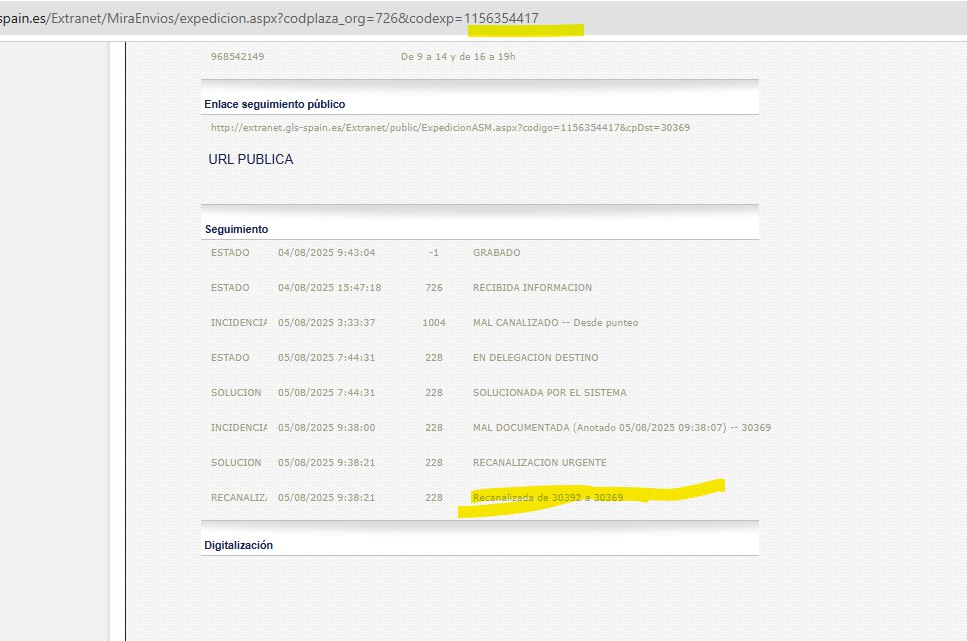 spain.es/Extranet/MiraEnvios/expedicion.aspx?codplaza_org=726&codexp=1156354417
968542149 De 9 a 14 y de 16 a 19h
Enlace seguimiento público
http://extranet.gls-spain.es/Extranet/public/ExpedicionASM.aspx?codigo=1156354417&cpDst=30369
URL PUBLICA
Seguimiento
ESTADO 04/08/2025 9:43:04 -1 GRABADO
ESTADO 04/08/2025 15:47:18 726 RECIBIDA INFORMACION
INCIDENCIA 05/08/2025 3:33:37 1004 MAL CANALIZADO -- Desde punteo
ESTADO 05/08/2025 7:44:31 228 EN DELEGACION DESTINO
SOLUCION 05/08/2025 7:44:31 228 SOLUCIONADA POR EL SISTEMA
INCIDENCIA 05/08/2025 9:38:00 228 MAL DOCUMENTADA (Anotado 05/08/2025 09:38:07) -- 30369
SOLUCION 05/08/2025 9:38:21 228 RECANALIZACION URGENTE
RECANALIZ 05/08/2025 9:38:21 228 Recanalizada de 30392 a 30369
Digitalización